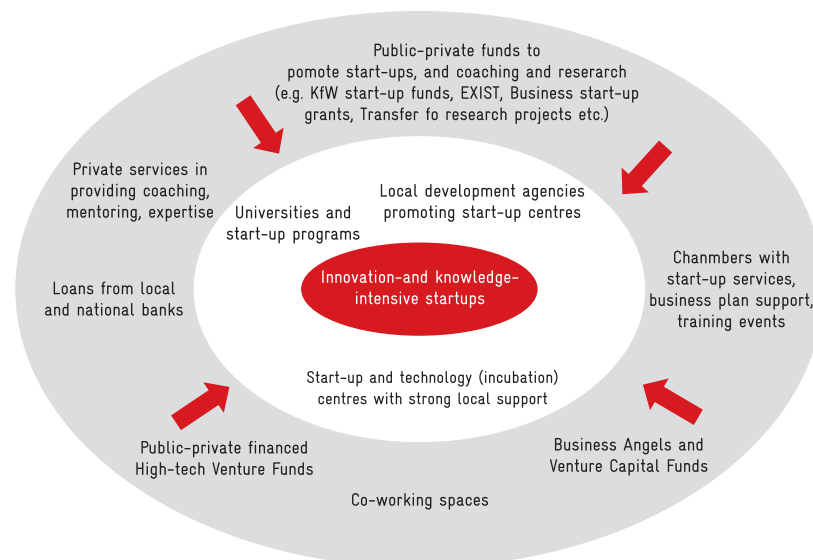 Public-private funds to
pomote start-ups, and coaching and reserarch
(e.g. KfW start-up funds, EXIST, Business start-up
grants, Transfer fo research projects etc.)
Private services in
providing coaching,
mentoring, expertise
Local development agencies
promoting start-up centres
Universities and
start-up programs
Innovation-and knowledge-
intensive startups
Loans from local
and national banks
Chanmbers with
start-up services,
business plan support,
training events
Start-up and technology (incubation)
centres with strong local support
Public-private financed
High-tech Venture Funds
Business Angels and
Venture Capital Funds
Co-working spaces